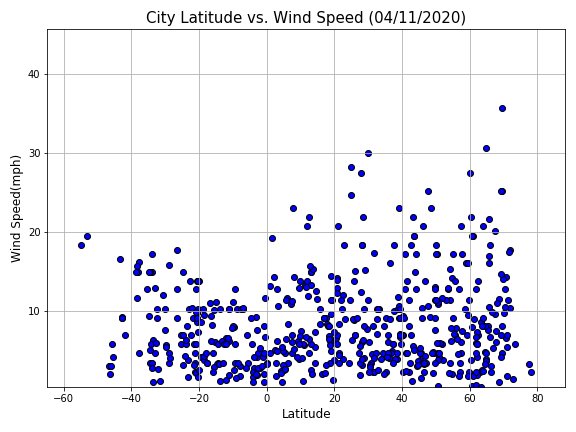 City Latitude vs. Wind Speed (04/11/2020)
40
30
20
10
Wind Speed(mph)
−60 −40 −20 0 20 40 60 80
Latitude